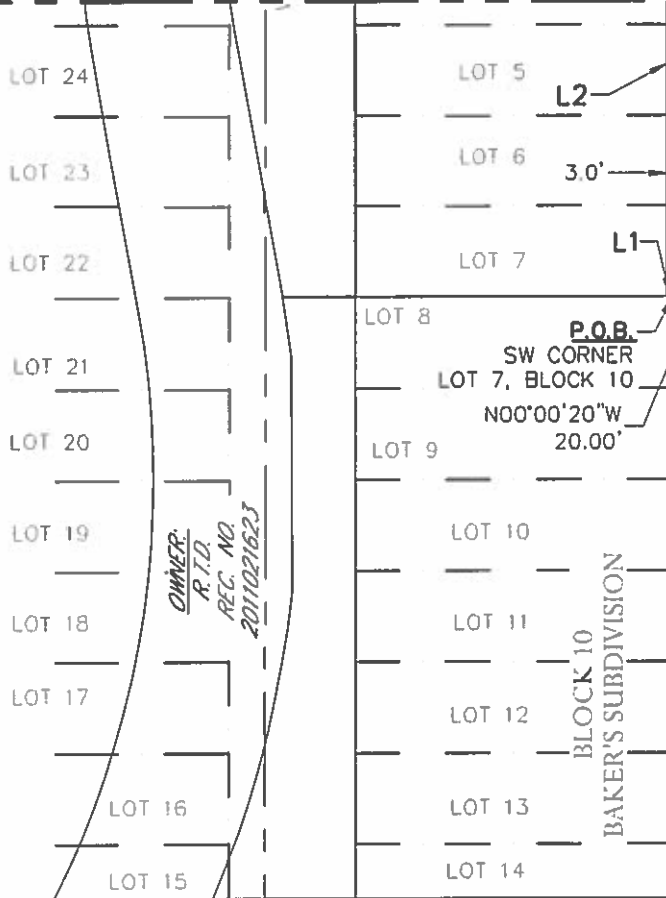 LOT 24
LOT 23
LOT 22
LOT 21
LOT 20
LOT 19
LOT 18
LOT 17
LOT 16
LOT 15
OWNER:
R.T.D.
REC. NO.
2011021623
LOT 5
L2
LOT 6
3.0'
LOT 7
L1
LOT 8
P.O.B.
SW CORNER
LOT 7, BLOCK 10
N00°00'20"W
20.00'
LOT 9
LOT 10
LOT 11
LOT 12
LOT 13
LOT 14
BLOCK 10
BAKER'S SUBDIVISION